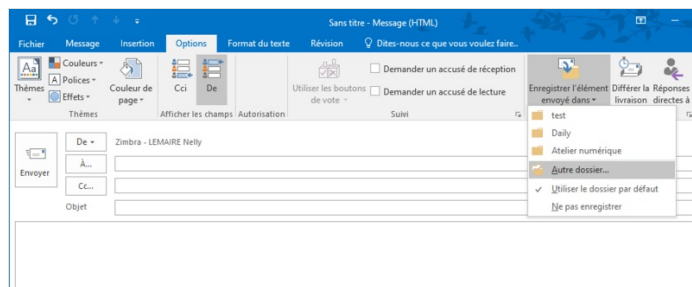 Sans titre - Message (HTML)
Fichier Message Insertion Options Format du texte Révision Dites-nous ce que vous voulez faire...
Aa
Thèmes
Couleurs
A Polices
Effets
Thèmes
Couleur de page
Cci De
Afficher les champs
Utiliser les boutons de vote
Autorisation
Demander un accusé de réception
Demander un accusé de lecture
Suivi
Enregistrer l'élément envoyé dans
Différer la livraison
Réponses directes à
test
Daily
Atelier numérique
Autre dossier...
Utiliser le dossier par défaut
Ne pas enregistrer
Envoyer
De Zimbra - LEMAIRE Nelly
À...
Cc...
Objet